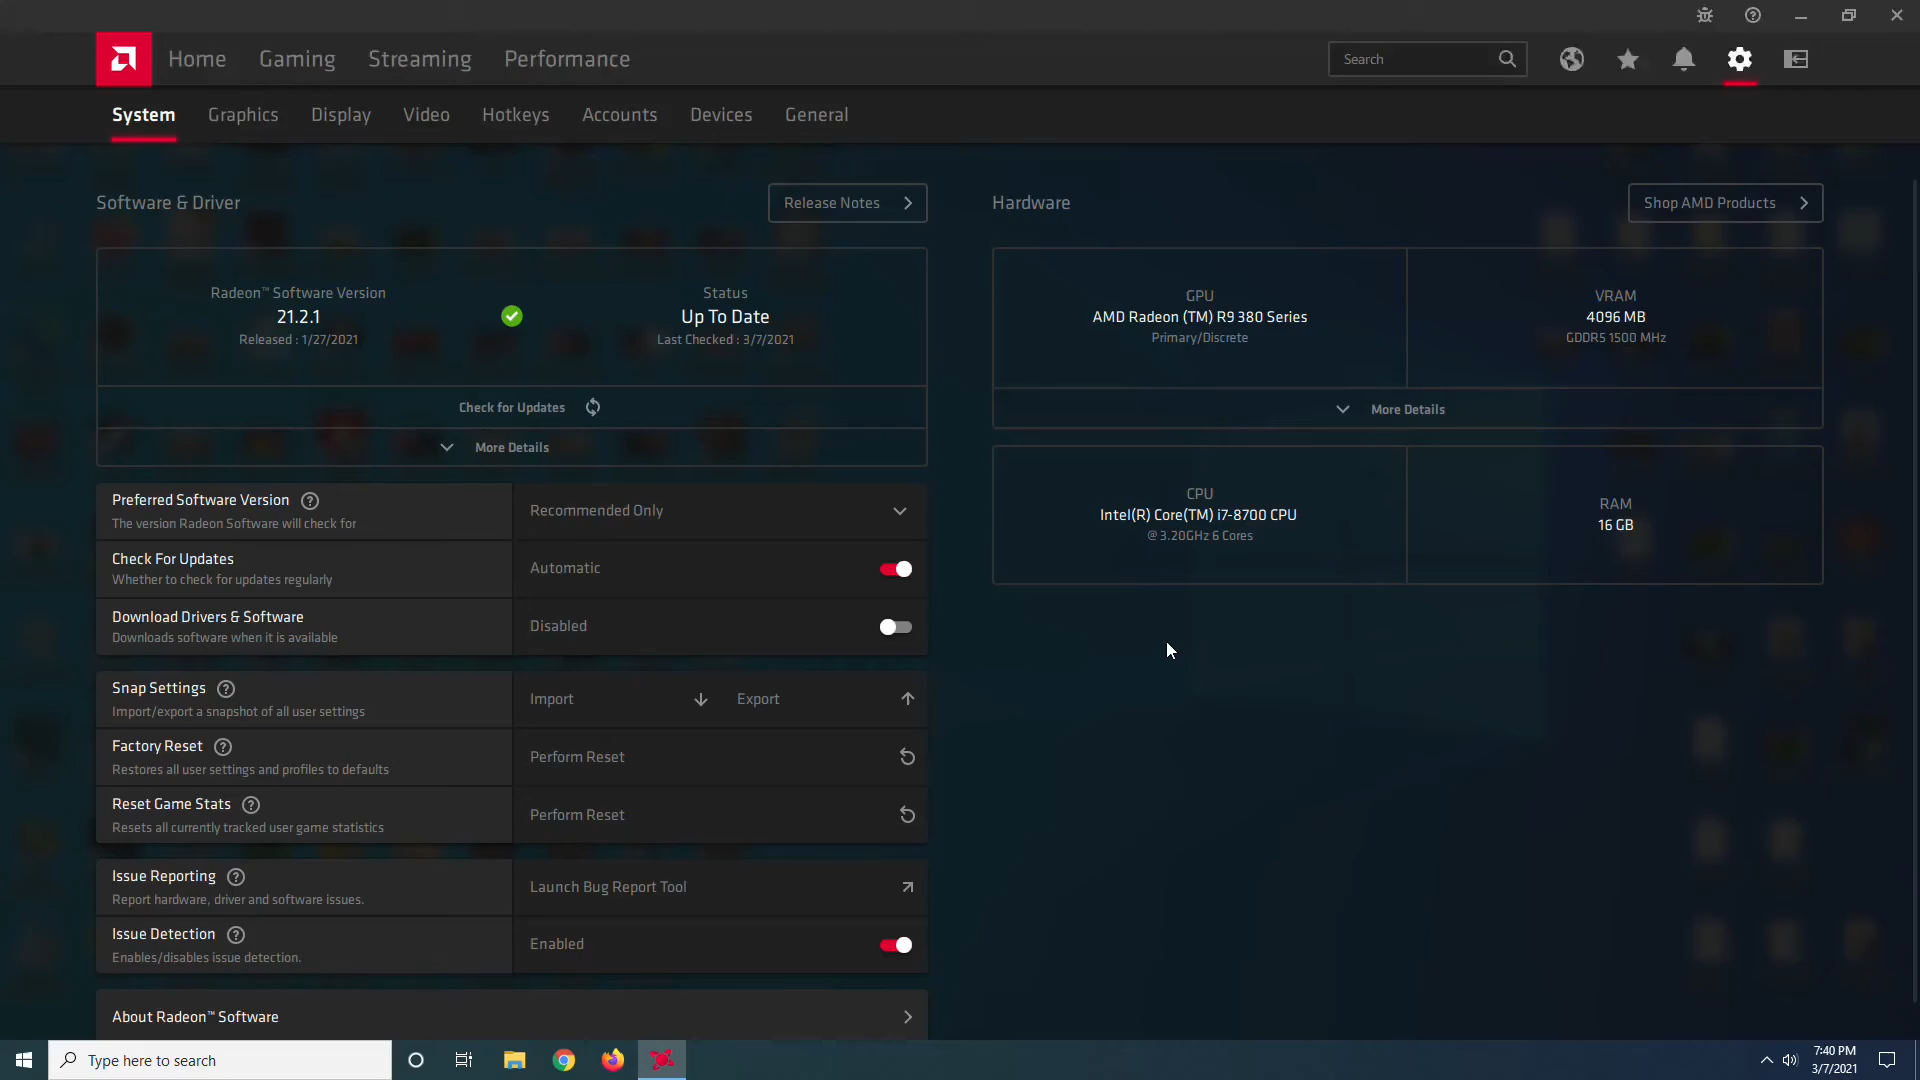 Home
Gaming
Streaming
Performance
Search
System
Graphics
Display
Video
Hotkeys
Accounts
Devices
General
Software & Driver
Release Notes
Radeon™ Software Version
21.2.1
Released : 1/27/2021
Status
Up To Date
Last Checked : 3/7/2021
Check for Updates
More Details
Preferred Software Version
The version Radeon Software will check for
Recommended Only
Check For Updates
Whether to check for updates regularly
Automatic
Download Drivers & Software
Downloads software when it is available
Disabled
Snap Settings
Import/export a snapshot of all user settings
Import
Export
Factory Reset
Restores all user settings and profiles to defaults
Perform Reset
Reset Game Stats
Resets all currently tracked user game statistics
Perform Reset
Issue Reporting
Report hardware, driver and software issues.
Launch Bug Report Tool
Issue Detection
Enables/disables issue detection.
Enabled
About Radeon™ Software
Hardware
Shop AMD Products
GPU
AMD Radeon (TM) R9 380 Series
Primary/Discrete
VRAM
4096 MB
GDDR5 1500 MHz
More Details
CPU
Intel(R) Core(TM) i7-8700 CPU
@ 3.20GHz 6 Cores
RAM
16 GB
Type here to search
7:40 PM
3/7/2021